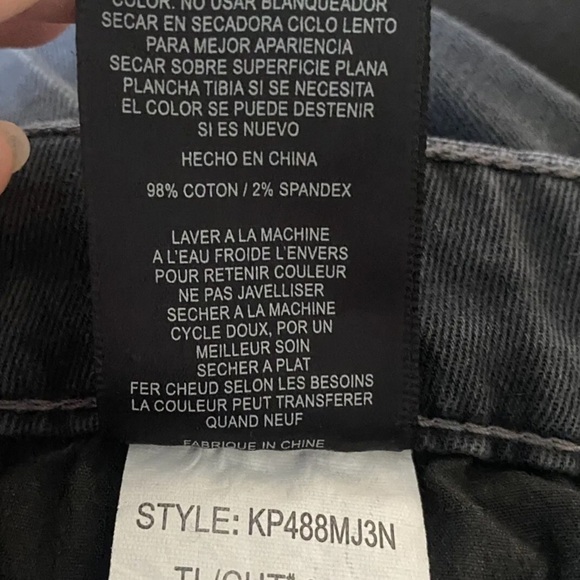 COLOR. NO USAR BLANQUEADOR
SECAR EN SECADORA CICLO LENTO
PARA MEJOR APARIENCIA
SECAR SOBRE SUPERFICIE PLANA
PLANCHA TIBIA SI SE NECESITA
EL COLOR SE PUEDE DESTENIR
SI ES NUEVO
HECHO EN CHINA
98% COTON / 2% SPANDEX
LAVER A LA MACHINE
A L'EAU FROIDE L'ENVERS
POUR RETENIR COULEUR
NE PAS JAVELLISER
SECHER A LA MACHINE
CYCLE DOUX, POR UN
MEILLEUR SOIN
SECHER A PLAT
FER CHEUD SELON LES BESOINS
LA COULEUR PEUT TRANSFERER
QUAND NEUF
FABRIQUE IN CHINE
STYLE: KP488MJ3N